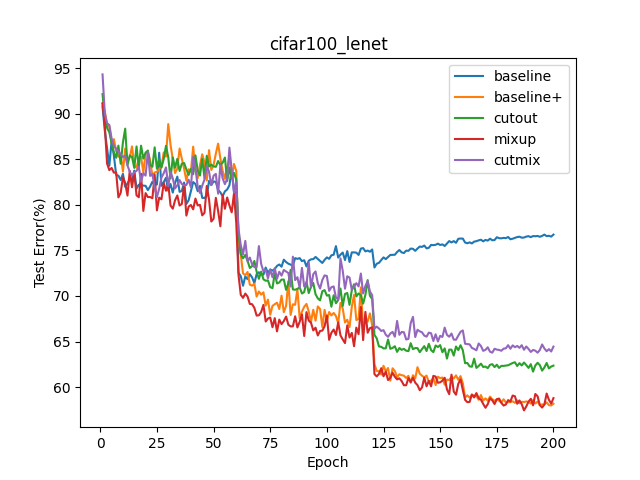 cifar100_lenet
95
90
85
80
75
70
65
60
Test Error(%)
baseline
baseline+
cutout
mixup
cutmix
0 25 50 75 100 125 150 175 200
Epoch